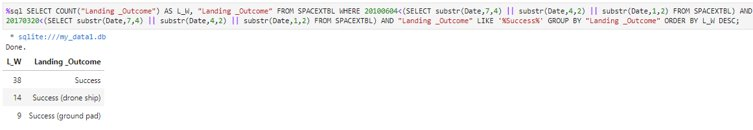 %sql SELECT COUNT("Landing _Outcome") AS L_W, "Landing _Outcome" FROM SPACEXTBL WHERE 20100604<(SELECT substr(Date,7,4) || substr(Date,4,2) || substr(Date,1,2) FROM SPACEXTBL) AND
20170320<(SELECT substr(Date,7,4) || substr(Date,4,2) || substr(Date,1,2) FROM SPACEXTBL) AND "Landing _Outcome" LIKE '%Success%' GROUP BY "Landing _Outcome" ORDER BY L_W DESC;
* sqlite:///my_data1.db
Done.
L_W Landing _Outcome
38 Success
14 Success (drone ship)
9 Success (ground pad)